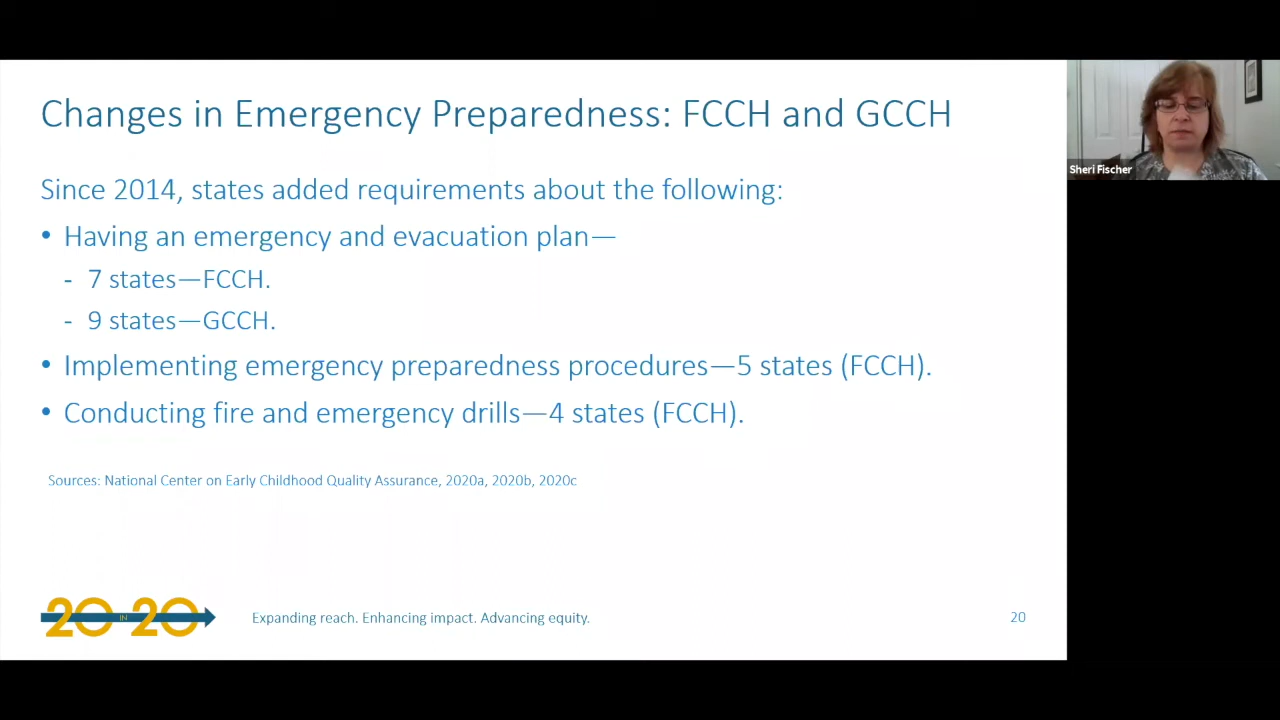 Changes in Emergency Preparedness: FCCH and GCCH
Sheri Fischer
Since 2014, states added requirements about the following:
• Having an emergency and evacuation plan—
- 7 states—FCCH.
- 9 states—GCCH.
• Implementing emergency preparedness procedures—5 states (FCCH).
• Conducting fire and emergency drills—4 states (FCCH).
Sources: National Center on Early Childhood Quality Assurance, 2020a, 2020b, 2020c
20 IN 20
Expanding reach. Enhancing impact. Advancing equity.
20